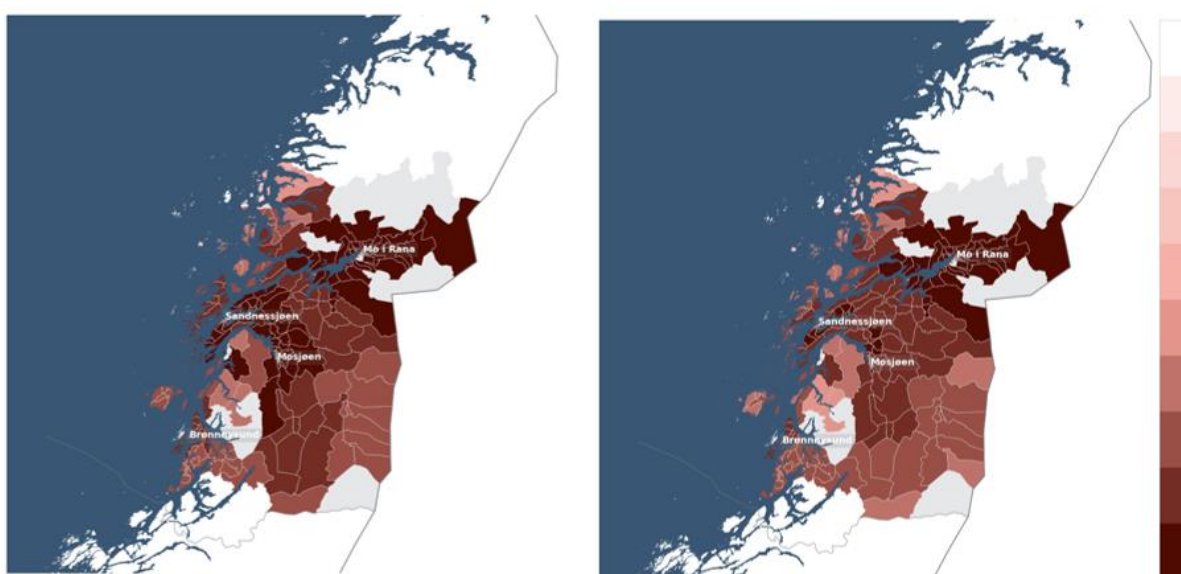 Mo i Rana
Sandnessjøen
Mosjøen
Brønnøysund
Mo i Rana
Sandnessjøen
Mosjøen
Brønnøysund